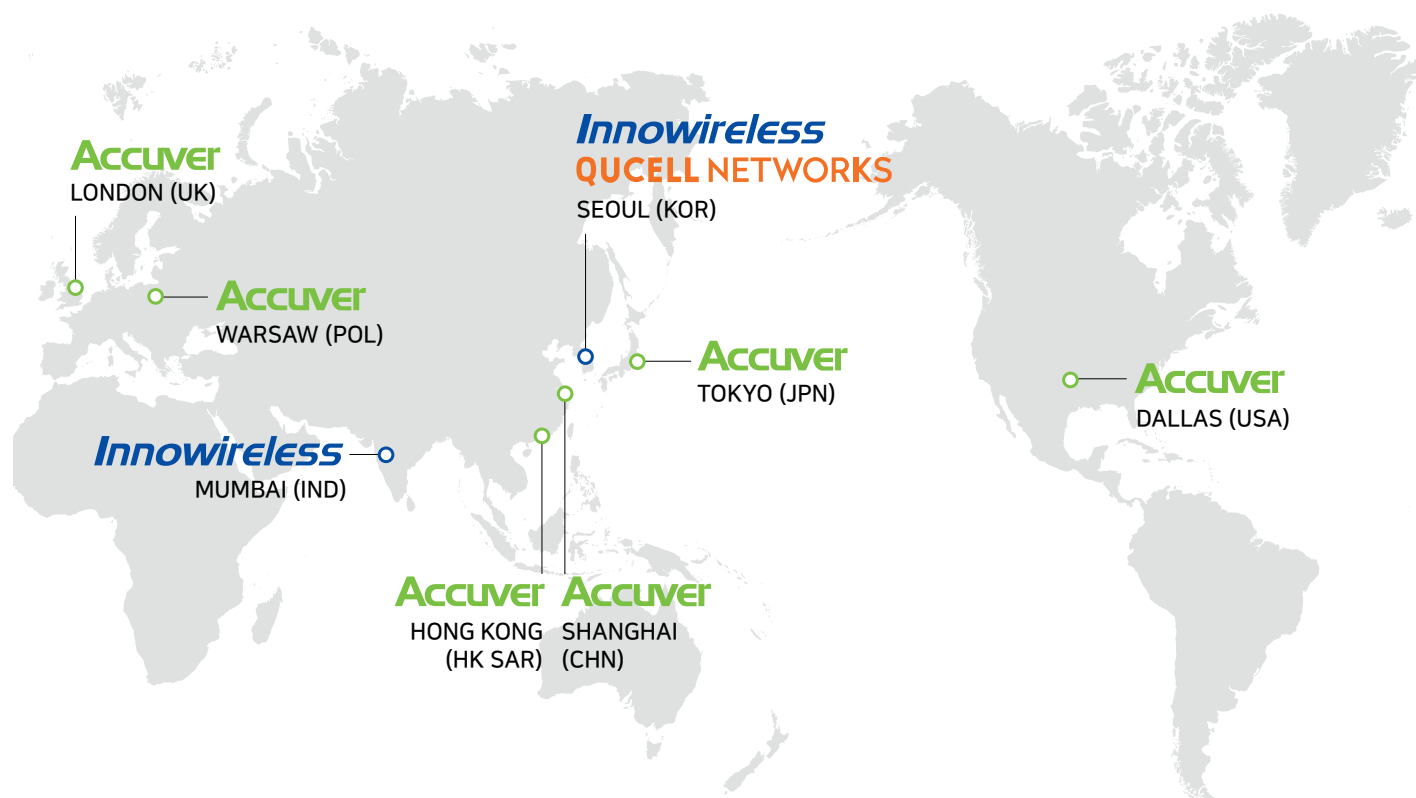 Accuver
LONDON (UK)
Accuver
WARSAW (POL)
Innowireless
QUCELL NETWORKS
SEOUL (KOR)
Accuver
TOKYO (JPN)
Accuver
DALLAS (USA)
Innowireless
MUMBAI (IND)
Accuver
HONG KONG
(HK SAR)
Accuver
SHANGHAI
(CHN)